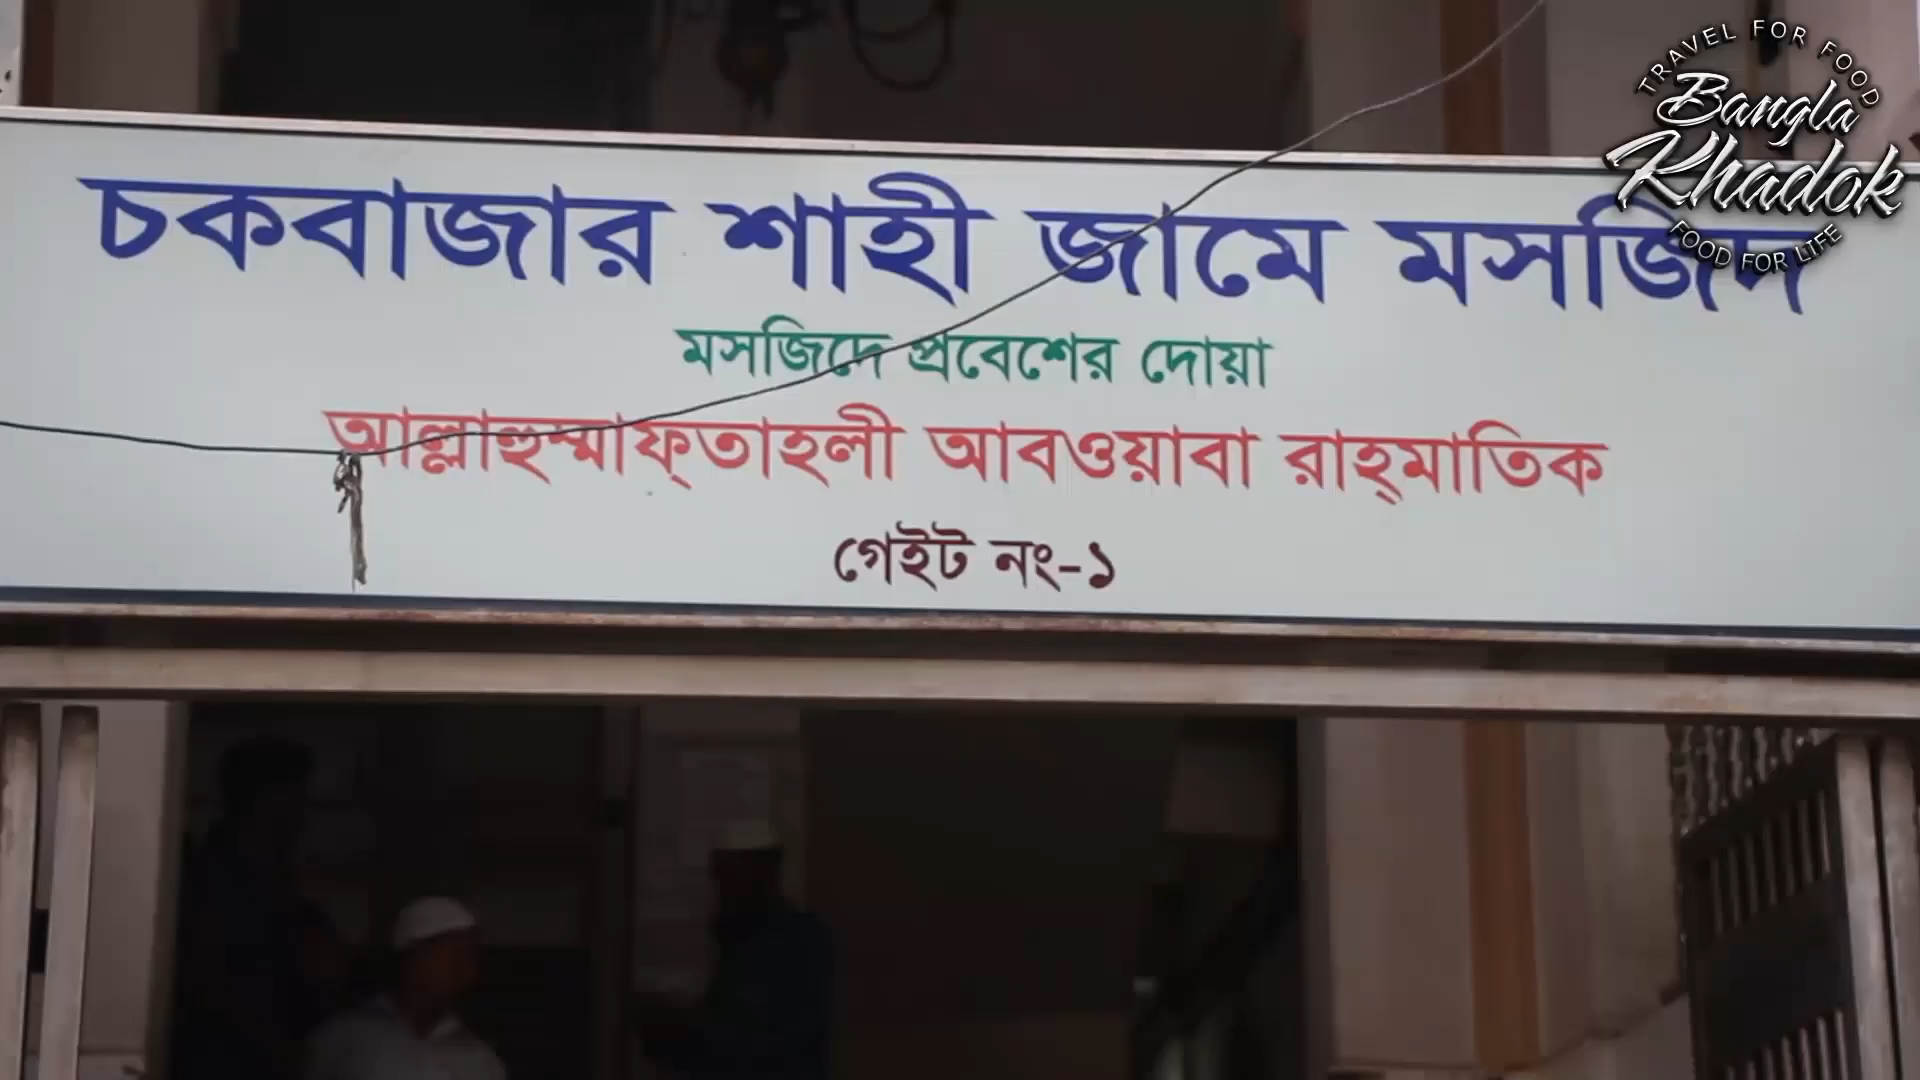 চকবাজার শাহী জামে মসজিদ
মসজিদে প্রবেশের দোয়া
আল্লাহুম্মাফ্‌তাহলী আবওয়াবা রাহ্‌মাতিক
গেইট নং-১
TRAVEL FOR FOOD
Bangla
Khadok
FOOD FOR LIFE